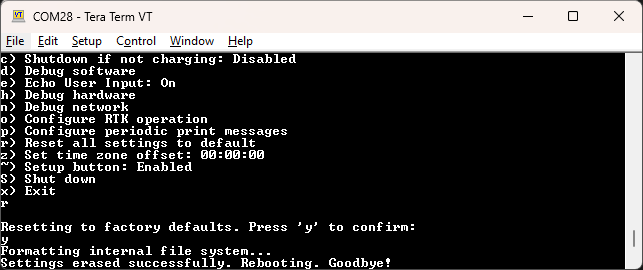 COM28 - Tera Term VT
File Edit Setup Control Window Help
c) Shutdown if not charging: Disabled
d) Debug software
e) Echo User Input: On
h) Debug hardware
n) Debug network
o) Configure RTK operation
p) Configure periodic print messages
r) Reset all settings to default
z) Set time zone offset: 00:00:00
~) Setup button: Enabled
S) Shut down
x) Exit
r
Resetting to factory defaults. Press 'y' to confirm:
y
Formatting internal file system...
Settings erased successfully. Rebooting. Goodbye!